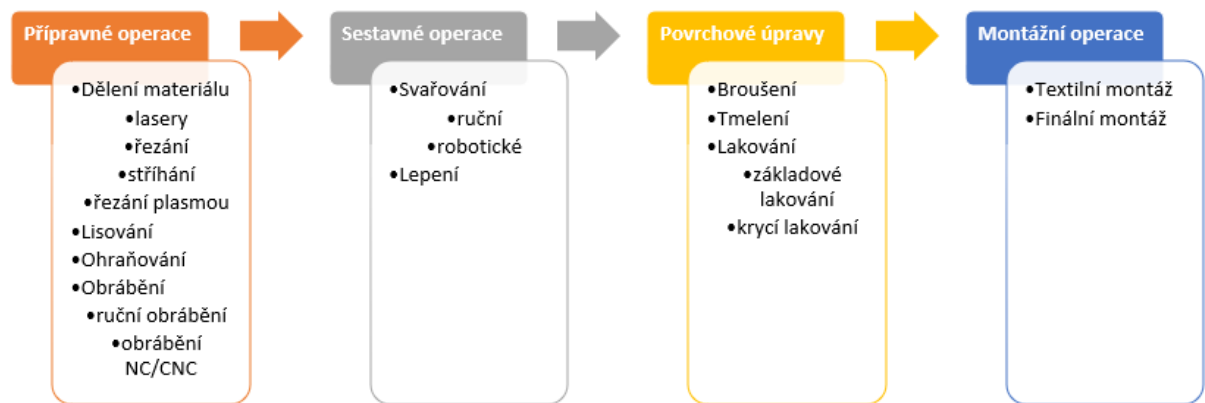 Přípravné operace
•Dělení materiálu
•lasery
•řezání
•stříhání
•řezání plasmou
•Lisování
•Ohraňování
•Obrábění
•ruční obrábění
•obrábění
NC/CNC
Sestavné operace
•Svařování
•ruční
•robotické
•Lepení
Povrchové úpravy
•Broušení
•Tmelení
•Lakování
•základové
lakování
•krycí lakování
Montážní operace
•Textilní montáž
•Finální montáž